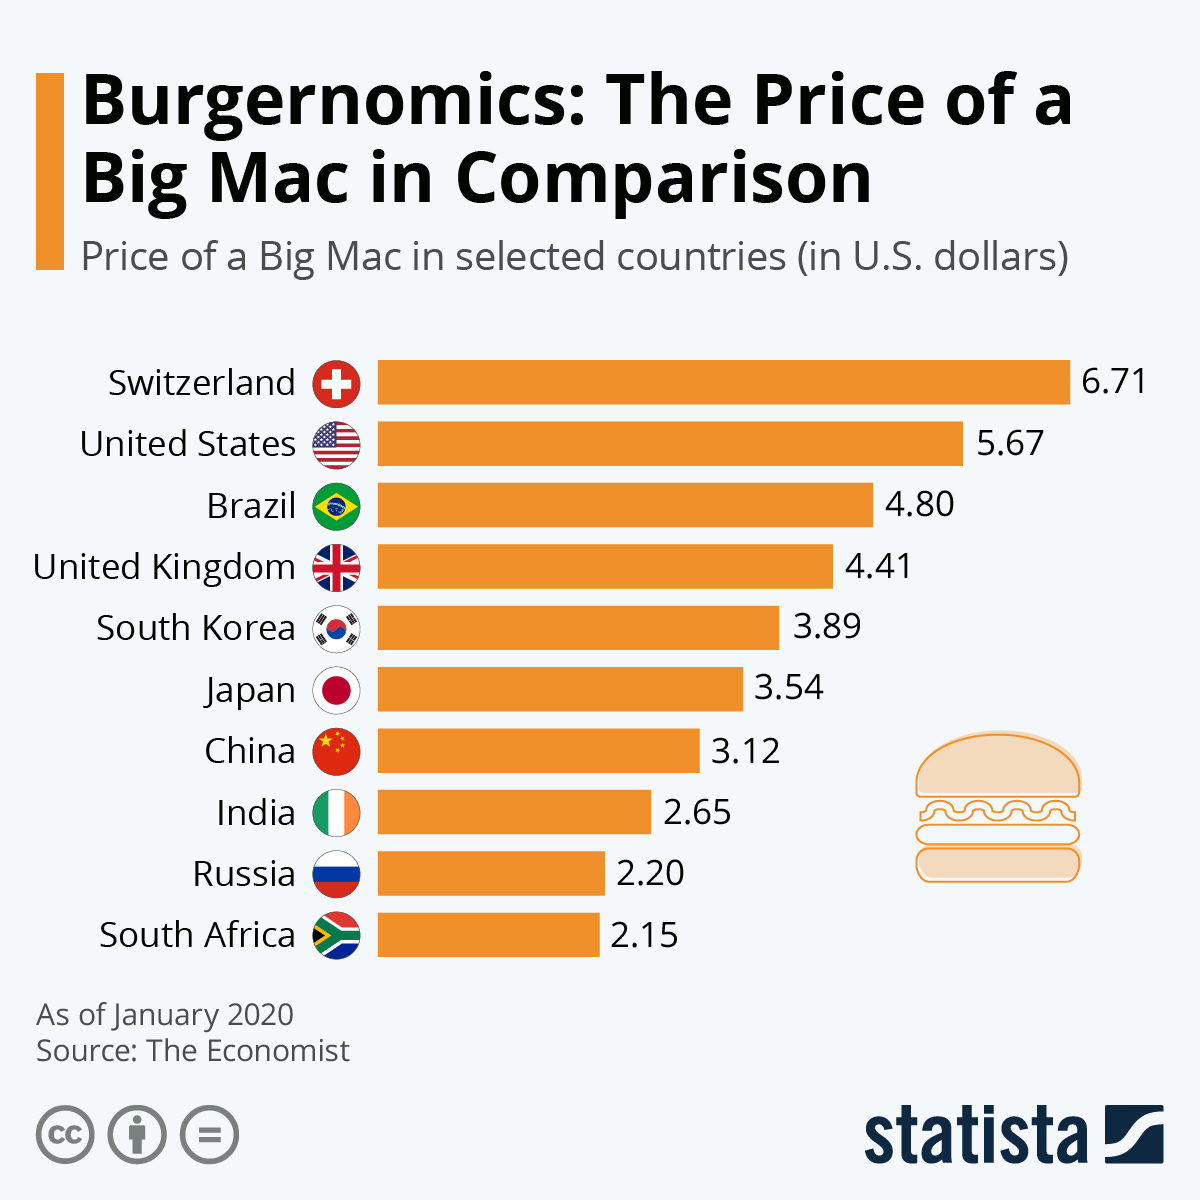 Burgernomics: The Price of a
Big Mac in Comparison
Price of a Big Mac in selected countries (in U.S. dollars)
Switzerland 6.71
United States 5.67
Brazil 4.80
United Kingdom 4.41
South Korea 3.89
Japan 3.54
China 3.12
India 2.65
Russia 2.20
South Africa 2.15
As of January 2020
Source: The Economist
cc =
statista